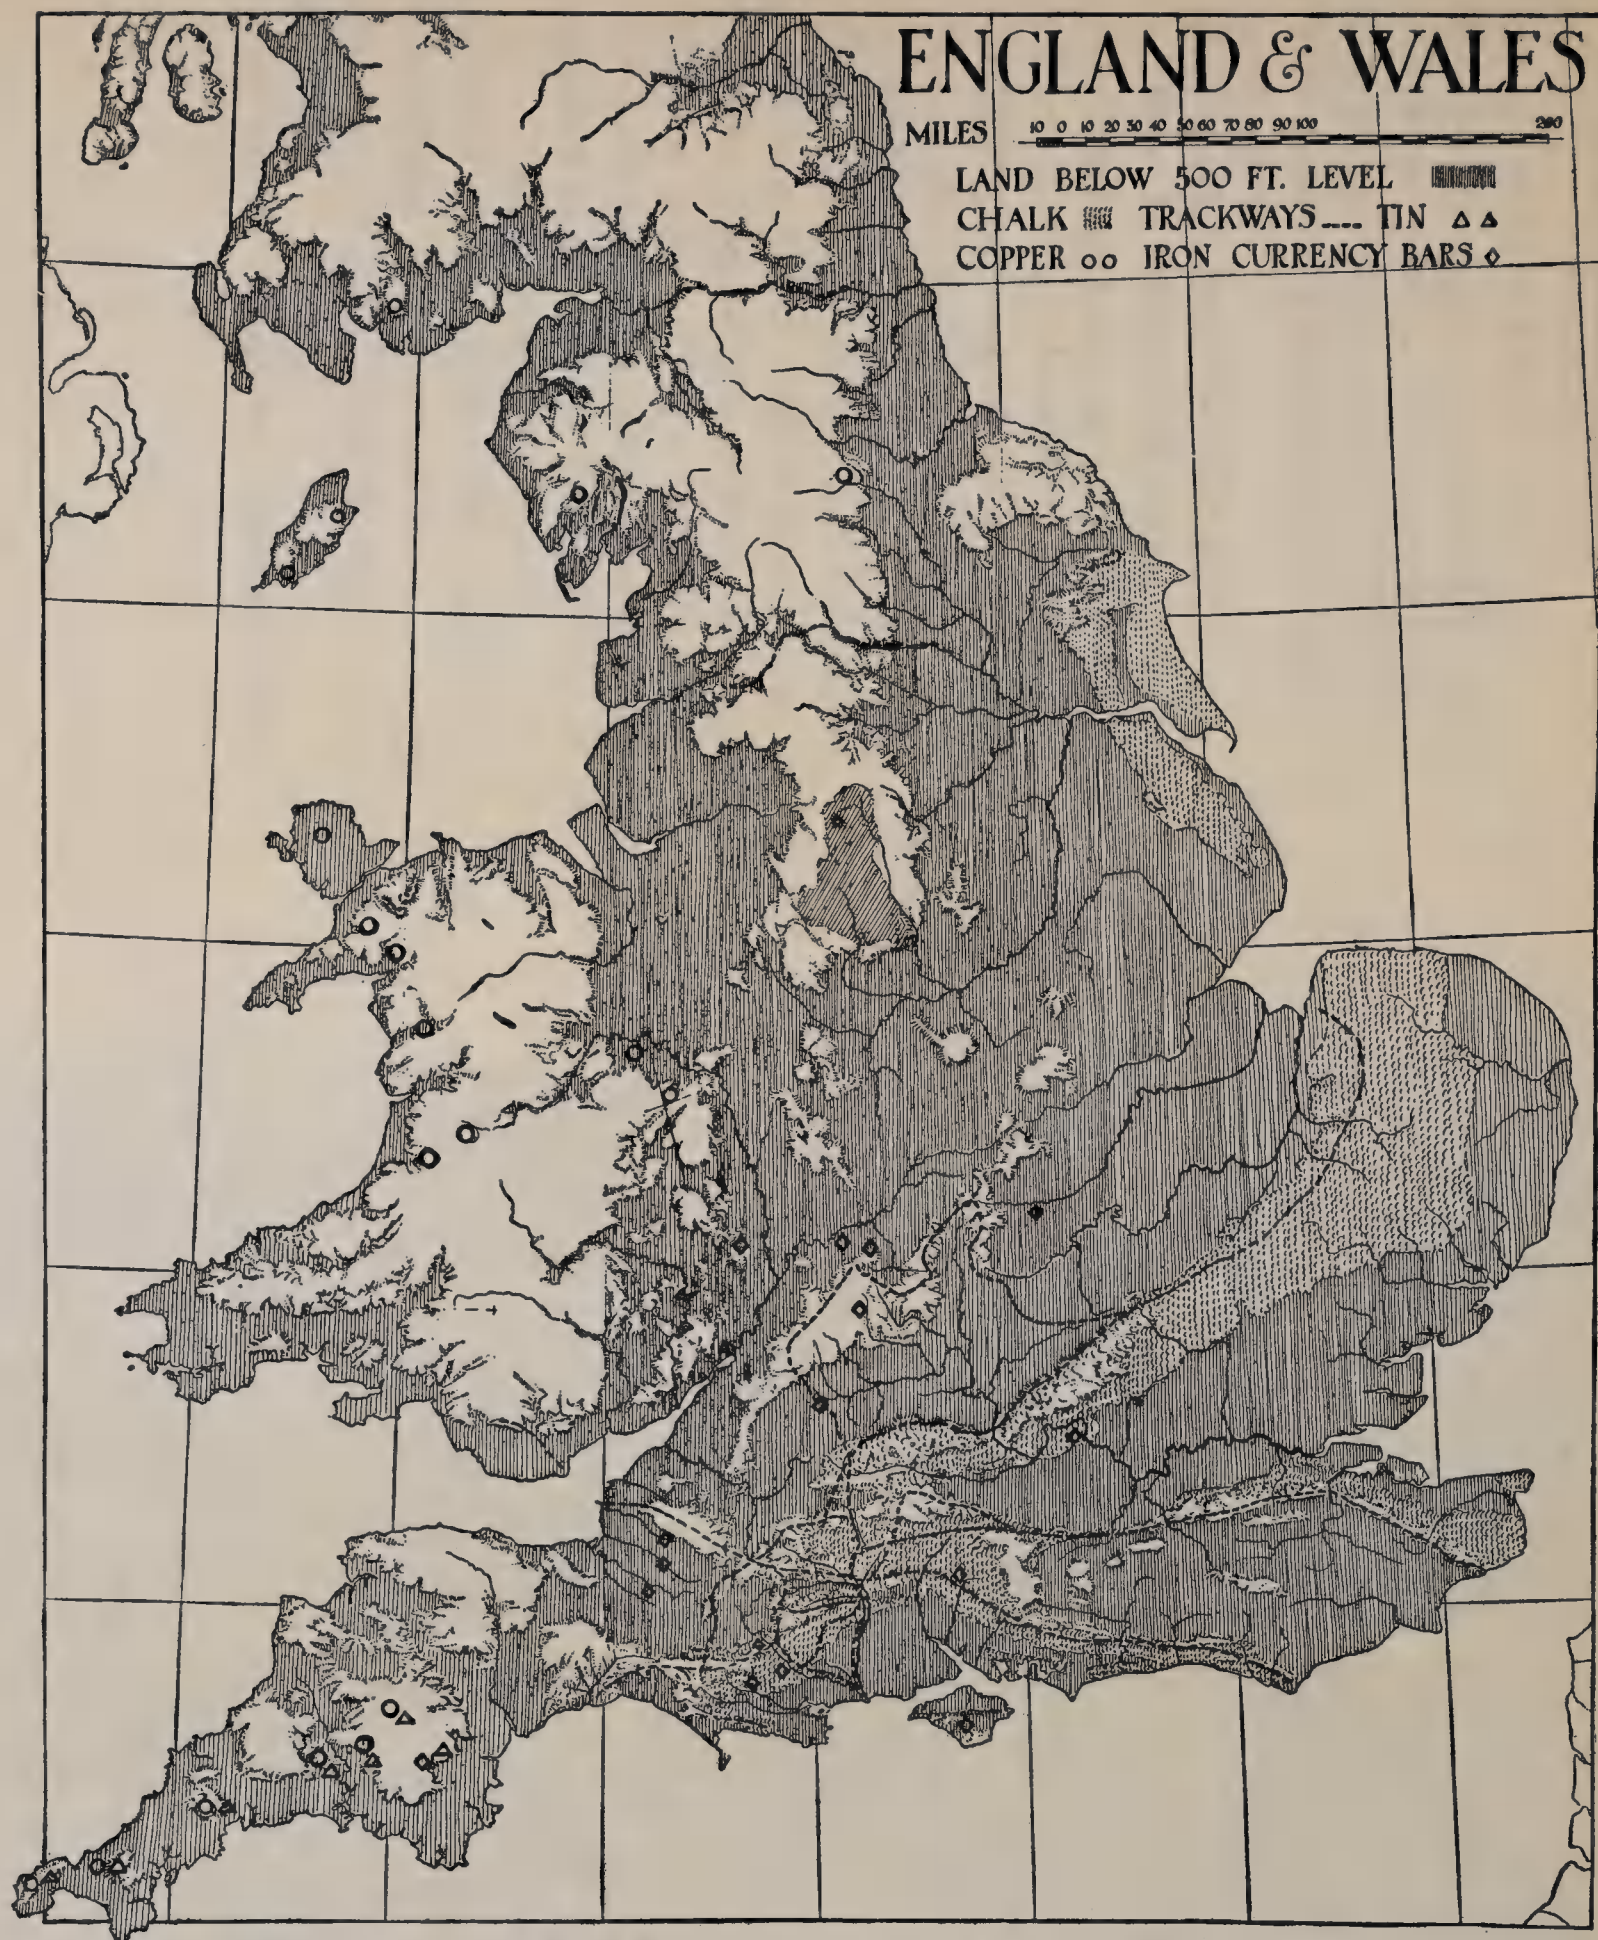 ENGLAND & WALES
MILES 10 0 10 20 30 40 50 60 70 80 90 100 200
LAND BELOW 500 FT. LEVEL
CHALK TRACKWAYS TIN
COPPER IRON CURRENCY BARS